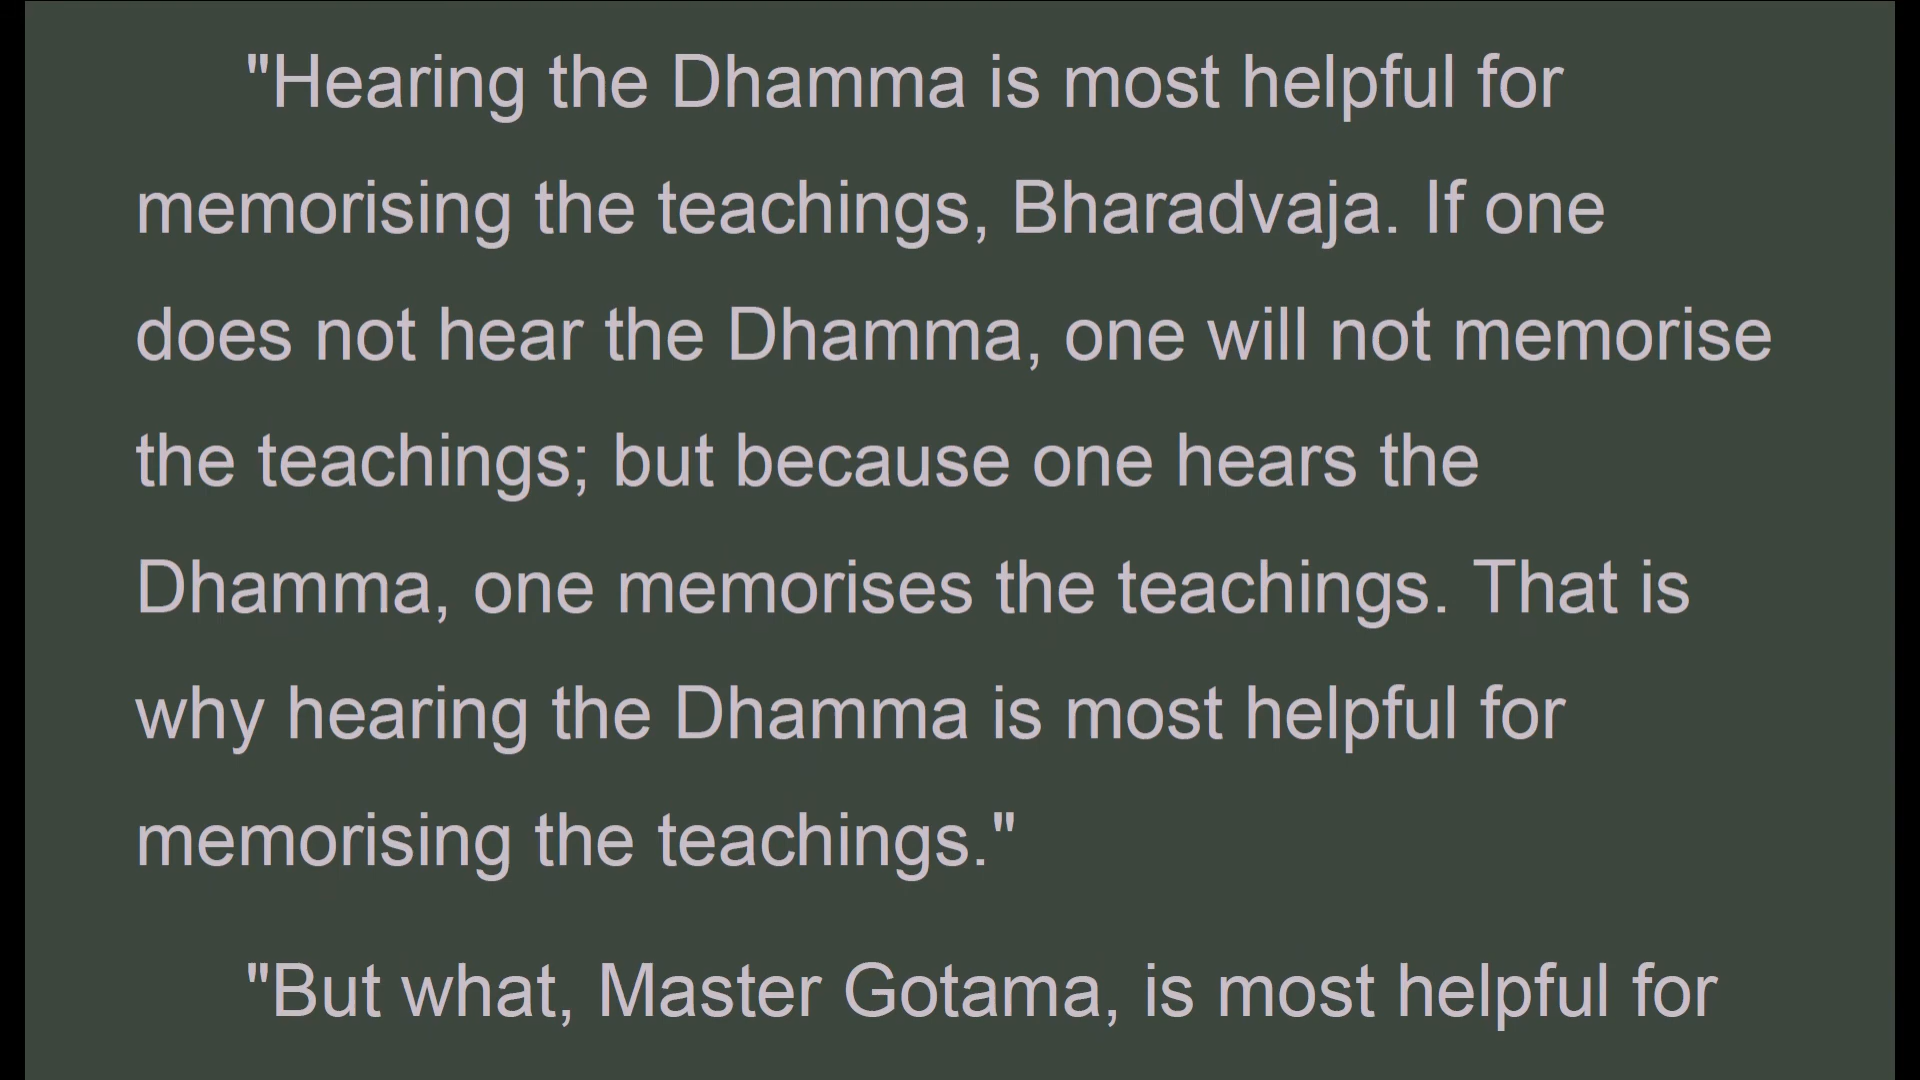 "Hearing the Dhamma is most helpful for
memorising the teachings, Bharadvaja. If one
does not hear the Dhamma, one will not memorise
the teachings; but because one hears the
Dhamma, one memorises the teachings. That is
why hearing the Dhamma is most helpful for
memorising the teachings."
"But what, Master Gotama, is most helpful for